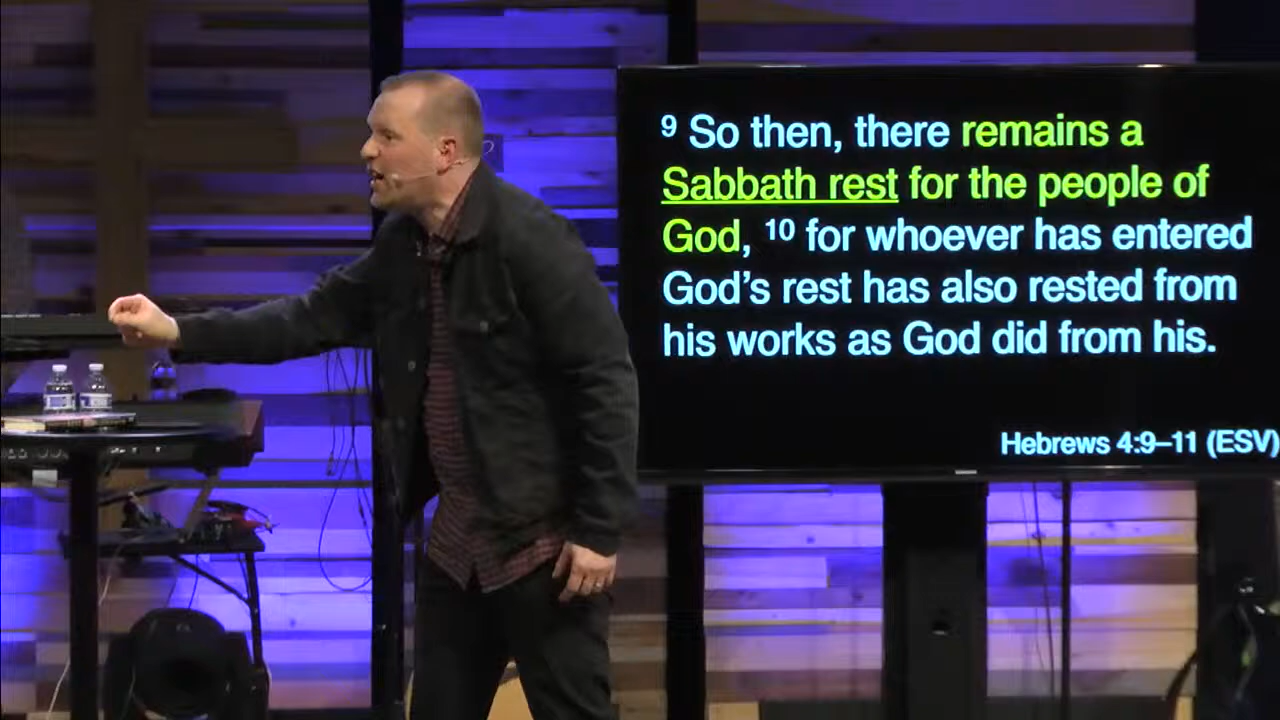 9 So then, there remains a
Sabbath rest for the people of
God, 10 for whoever has entered
God’s rest has also rested from
his works as God did from his.
Hebrews 4:9–11 (ESV)